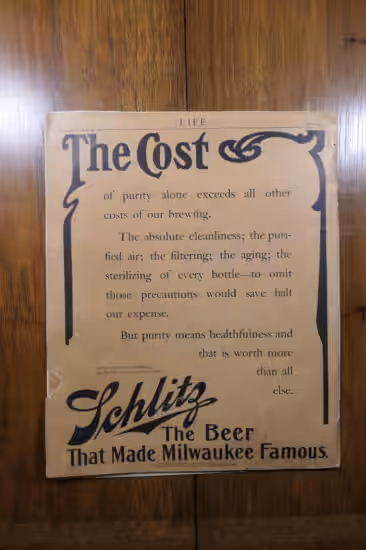 LIFE
The Cost
of purity alone exceeds all other
costs of our brewing.
The absolute cleanliness; the puri-
fied air; the filtering; the aging; the
sterilizing of every bottle—to omit
those precautions would save half
our expense.
But purity means healthfulness and
that is worth more
than all
else.
Schlitz
The Beer
That Made Milwaukee Famous.